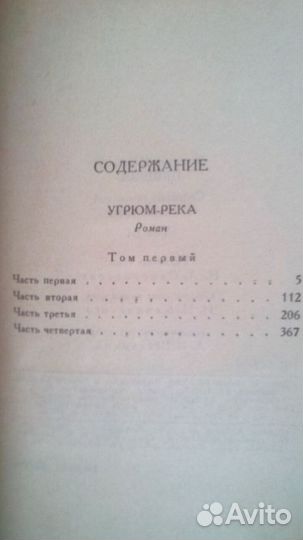 СОДЕРЖАНИЕ
УГРЮМ-РЕКА
Роман
Том первый
Часть первая . . . . . . . . . . . . . . 5
Часть вторая . . . . . . . . . . . . . . 112
Часть третья . . . . . . . . . . . . . . 206
Часть четвертая . . . . . . . . . . . . . 367
Avito